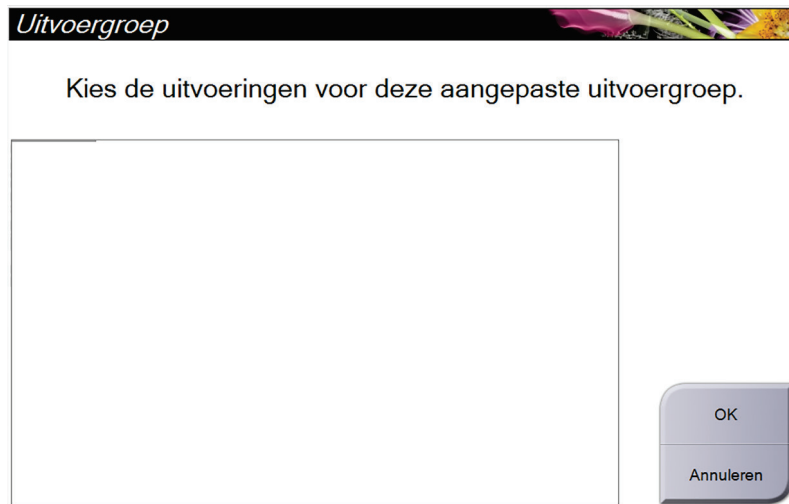 Uitvoergroep
Kies de uitvoeringen voor deze aangepaste uitvoergroep.
OK
Annuleren